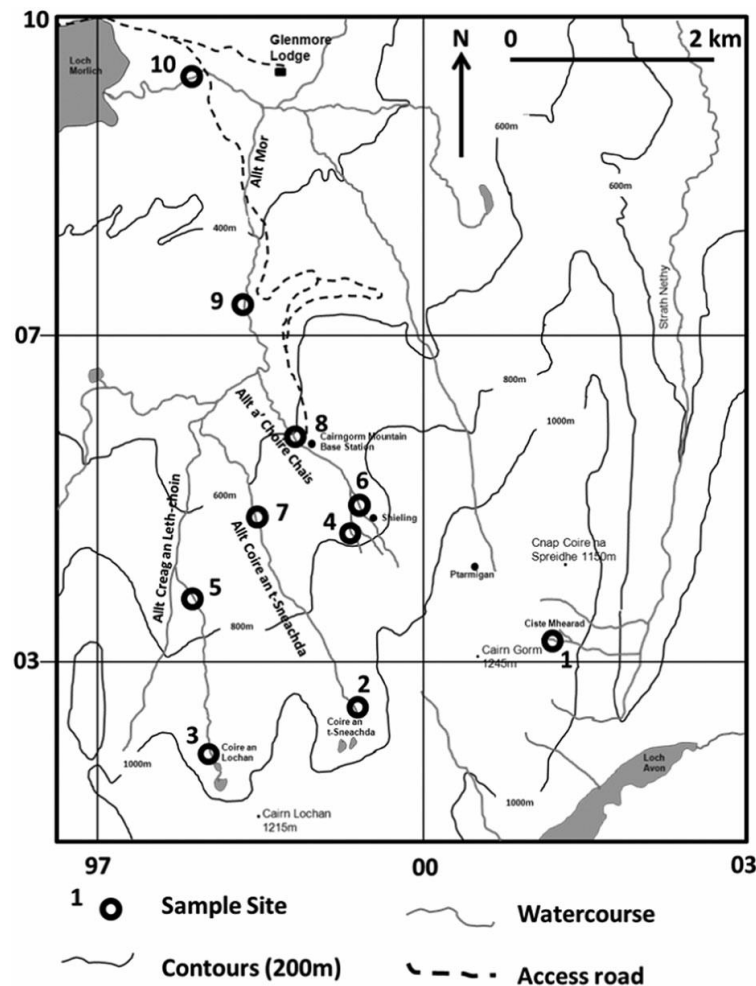 10
Loch
Morlich
10
Glenmore
Lodge
N
0 2 km
600m
600m
Allt Mor
400m
Strath Nethy
9
07
800m
1000m
Allt a' Choire Chais
8
Cairngorm Mountain
Base Station
6
600m
7
4
Shieling
Allt Creag an Leth-choin
Allt Coire an t-Sneachda
Cnap Coire na
Spreidhe 1150m
Ptarmigan
5
800m
Ciste Mhearad
03
Cairn Gorm
1245m
1
2
Coire an
t-Sneachda
3
Coire an
Lochan
1000m
Loch
Avon
1000m
Cairn Lochan
1215m
97 00 03
1 Sample Site
Watercourse
Contours (200m)
Access road